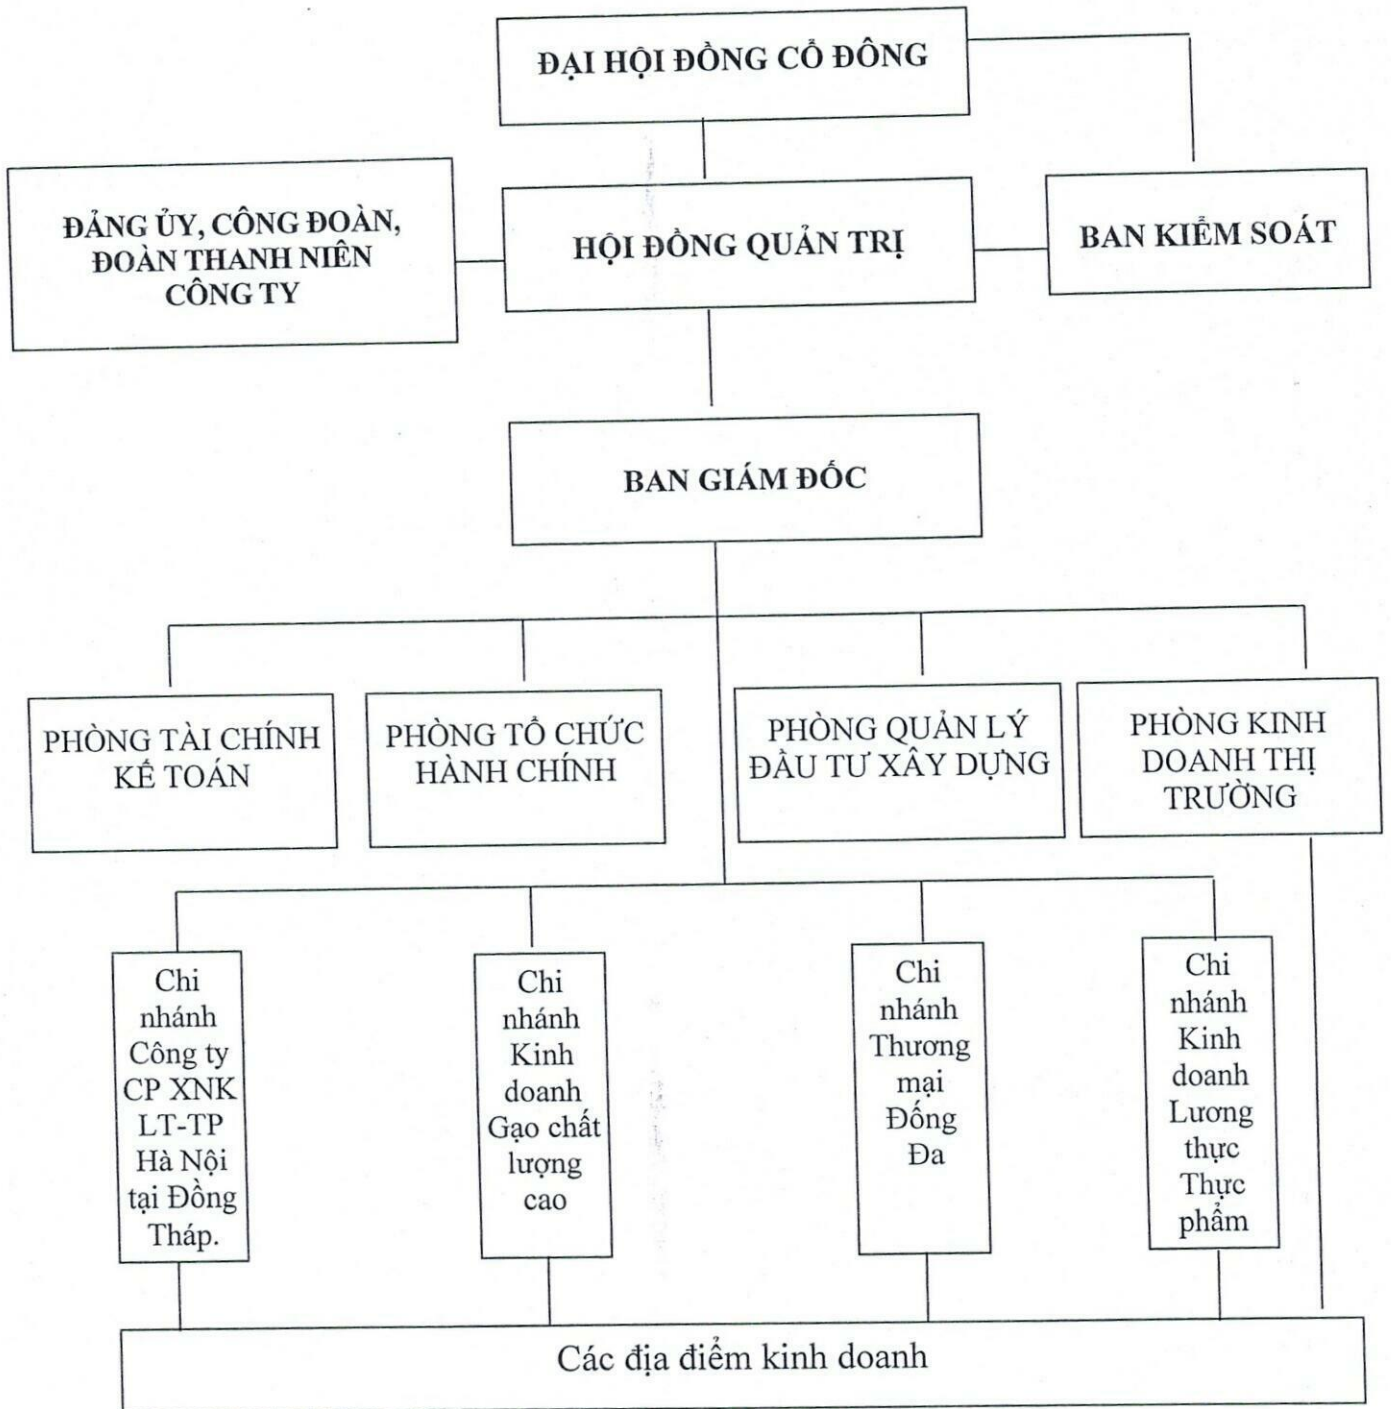 ĐẠI HỘI ĐỒNG CỔ ĐÔNG
ĐẢNG ỦY, CÔNG ĐOÀN,
ĐOÀN THANH NIÊN
CÔNG TY
HỘI ĐỒNG QUẢN TRỊ
BAN KIỂM SOÁT
BAN GIÁM ĐỐC
PHÒNG TÀI CHÍNH
KẾ TOÁN
PHÒNG TỔ CHỨC
HÀNH CHÍNH
PHÒNG QUẢN LÝ
ĐẦU TƯ XÂY DỰNG
PHÒNG KINH
DOANH THỊ
TRƯỜNG
Chi
nhánh
Công ty
CP XNK
LT-TP
Hà Nội
tại Đồng
Tháp.
Chi
nhánh
Kinh
doanh
Gạo chất
lượng
cao
Chi
nhánh
Thương
mại
Đống
Đa
Chi
nhánh
Kinh
doanh
Lương
thực
Thực
phẩm
Các địa điểm kinh doanh